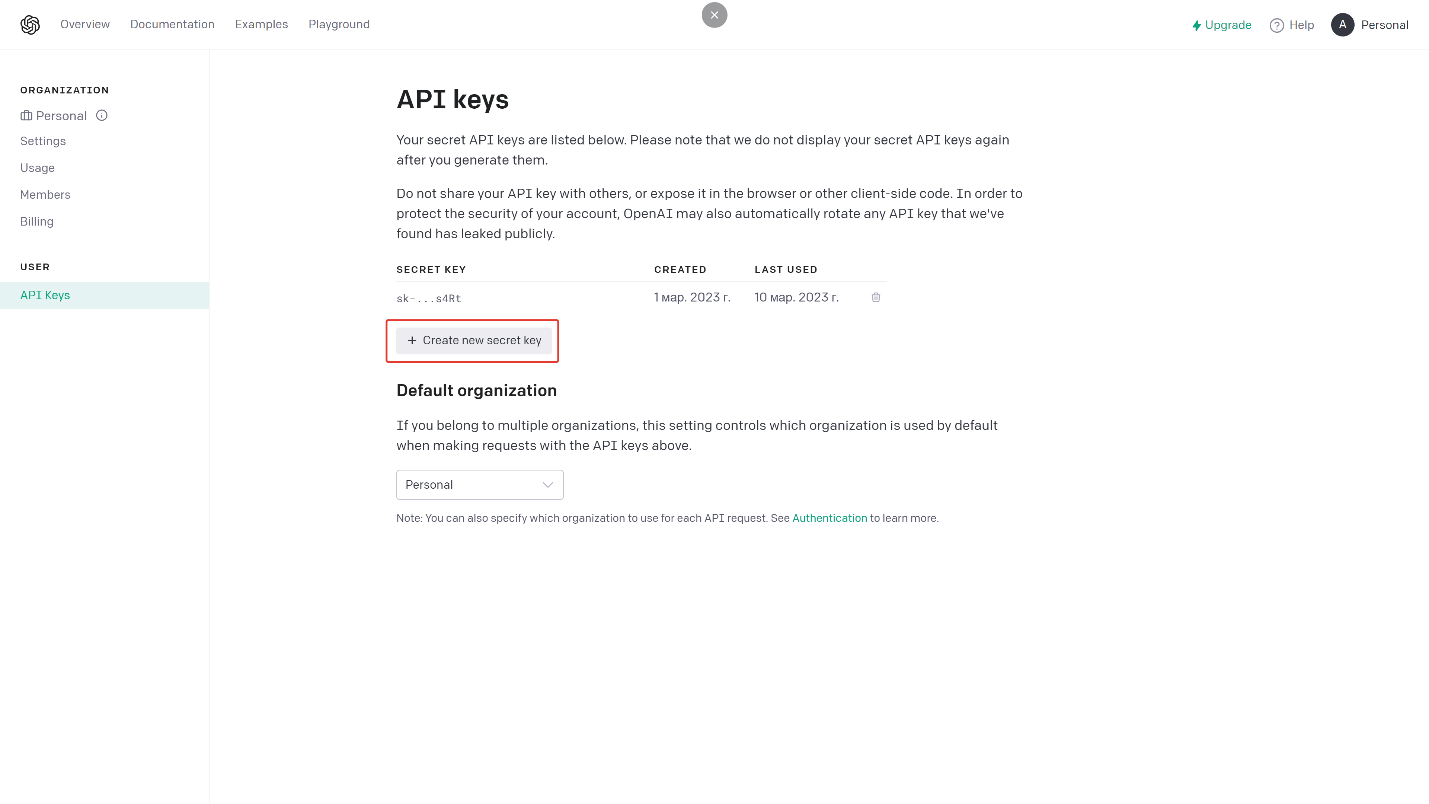 Overview Documentation Examples Playground Upgrade Help A Personal
ORGANIZATION
Personal
Settings
Usage
Members
Billing
USER
API Keys
API keys
Your secret API keys are listed below. Please note that we do not display your secret API keys again
after you generate them.
Do not share your API key with others, or expose it in the browser or other client-side code. In order to
protect the security of your account, OpenAI may also automatically rotate any API key that we've
found has leaked publicly.
SECRET KEY CREATED LAST USED
sk-...s4Rt 1 мар. 2023 г. 10 мар. 2023 г.
+ Create new secret key
Default organization
If you belong to multiple organizations, this setting controls which organization is used by default
when making requests with the API keys above.
Personal
Note: You can also specify which organization to use for each API request. See Authentication to learn more.